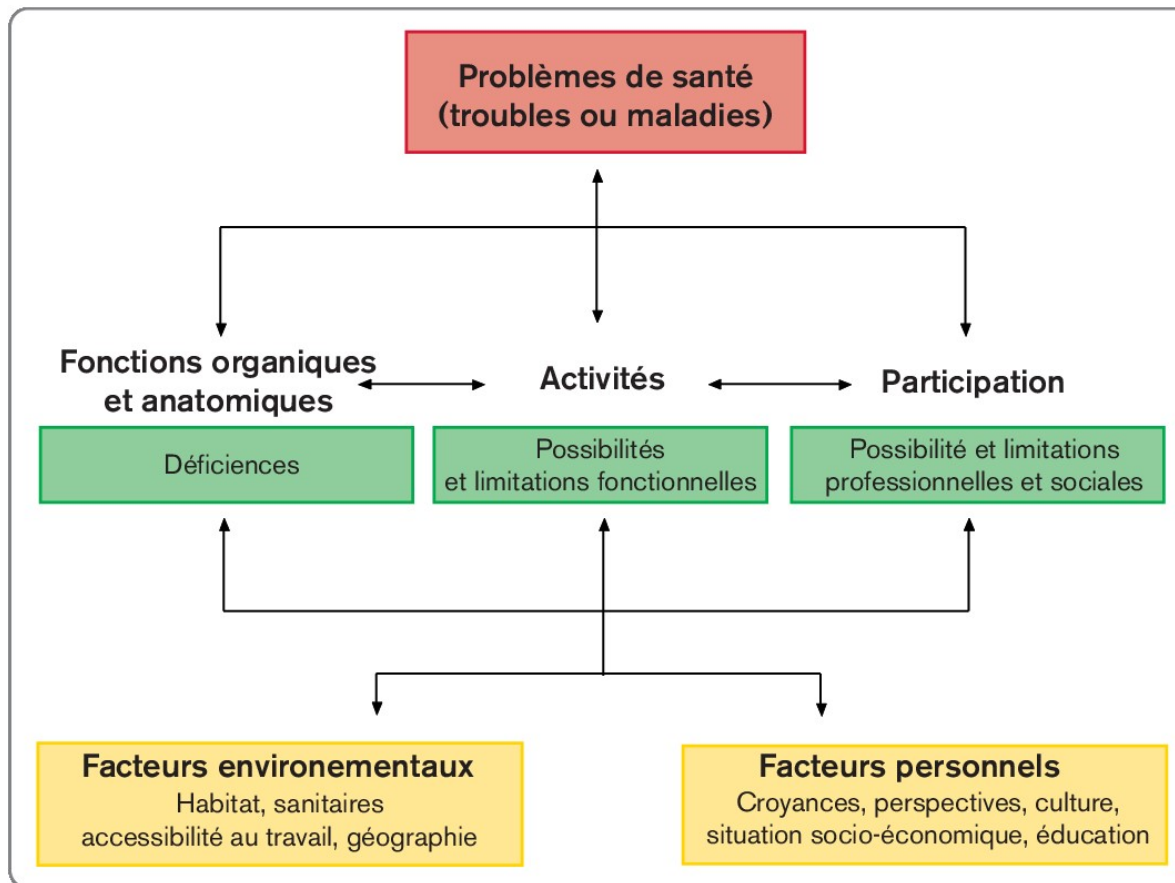 Problèmes de santé
(troubles ou maladies)
Fonctions organiques
et anatomiques
Activités
Participation
Déficiences
Possibilités
et limitations fonctionnelles
Possibilité et limitations
professionnelles et sociales
Facteurs environementaux
Habitat, sanitaires
accessibilité au travail, géographie
Facteurs personnels
Croyances, perspectives, culture,
situation socio-économique, éducation